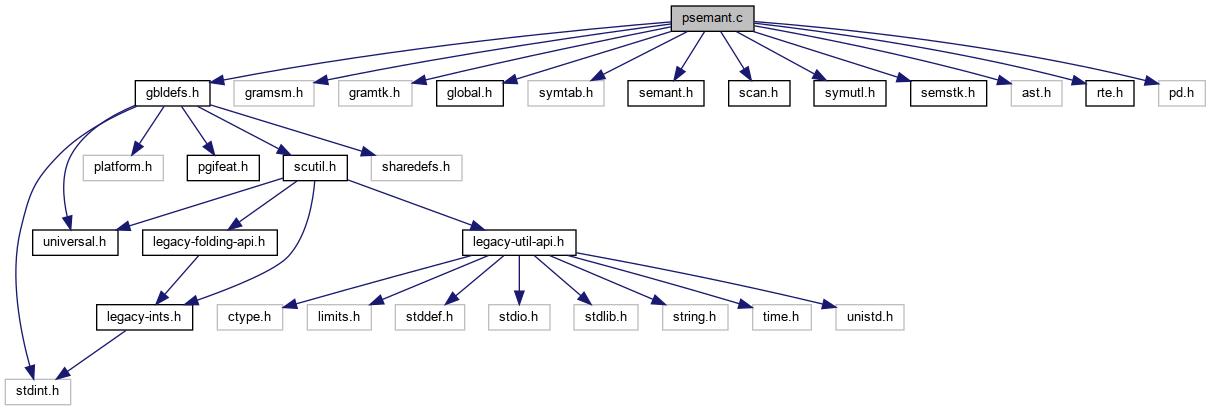 psemant.c
gbldefs.h
gramsm.h
gramtk.h
global.h
symtab.h
semant.h
scan.h
symutl.h
semstk.h
ast.h
rte.h
pd.h
platform.h
pgifeat.h
scutil.h
sharedefs.h
universal.h
legacy-folding-api.h
legacy-util-api.h
legacy-ints.h
ctype.h
limits.h
stddef.h
stdio.h
stdlib.h
string.h
time.h
unistd.h
stdint.h